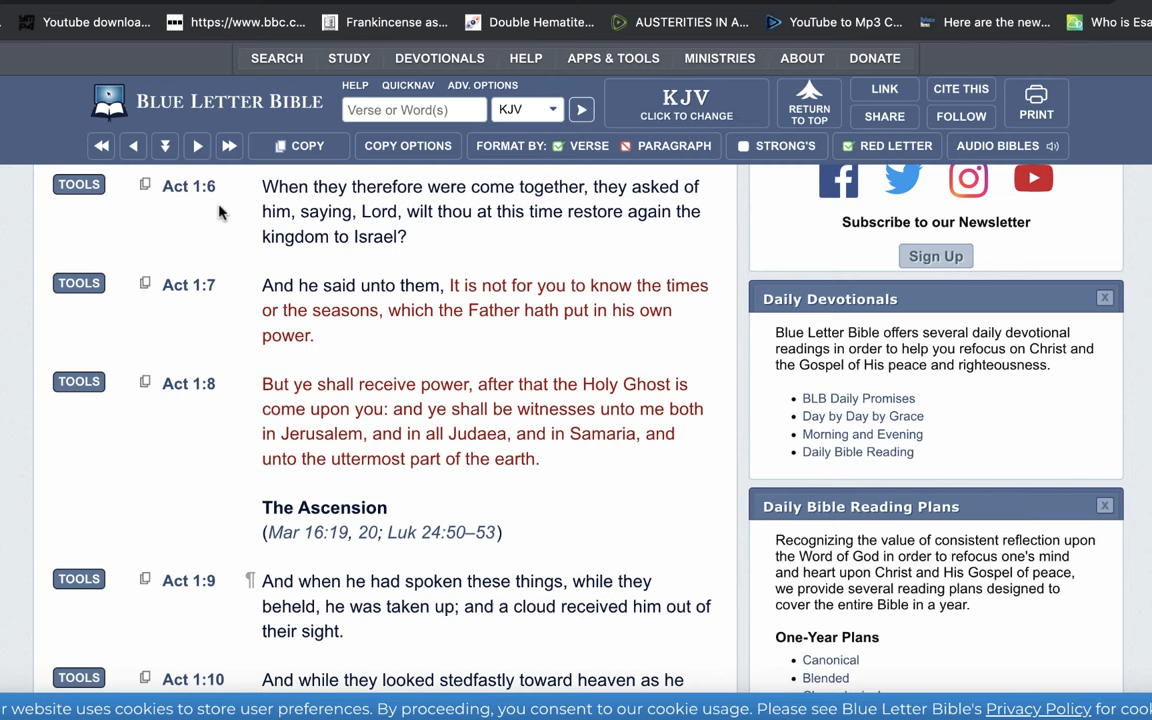 Youtube downloa...
https://www.bbc.c...
Frankincense as...
Double Hematite...
AUSTERITIES IN A...
YouTube to Mp3 C...
Here are the new...
Who is Esa
SEARCH STUDY DEVOTIONALS HELP APPS & TOOLS MINISTRIES ABOUT DONATE
BLUE LETTER BIBLE
HELP QUICKNAV ADV. OPTIONS
Verse or Word(s)
KJV
KJV
CLICK TO CHANGE
RETURN
TO TOP
LINK
CITE THIS
SHARE
FOLLOW
PRINT
COPY
COPY OPTIONS
FORMAT BY: VERSE PARAGRAPH
STRONG'S
RED LETTER
AUDIO BIBLES
TOOLS
Act 1:6
When they therefore were come together, they asked of
him, saying, Lord, wilt thou at this time restore again the
kingdom to Israel?
TOOLS
Act 1:7
And he said unto them, It is not for you to know the times
or the seasons, which the Father hath put in his own
power.
TOOLS
Act 1:8
But ye shall receive power, after that the Holy Ghost is
come upon you: and ye shall be witnesses unto me both
in Jerusalem, and in all Judaea, and in Samaria, and
unto the uttermost part of the earth.
The Ascension
(Mar 16:19, 20; Luk 24:50–53)
TOOLS
Act 1:9
¶ And when he had spoken these things, while they
beheld, he was taken up; and a cloud received him out of
their sight.
TOOLS
Act 1:10
And while they looked stedfastly toward heaven as he
Subscribe to our Newsletter
Sign Up
Daily Devotionals
X
Blue Letter Bible offers several daily devotional
readings in order to help you refocus on Christ and
the Gospel of His peace and righteousness.
• BLB Daily Promises
• Day by Day by Grace
• Morning and Evening
• Daily Bible Reading
Daily Bible Reading Plans
X
Recognizing the value of consistent reflection upon
the Word of God in order to refocus one's mind
and heart upon Christ and His Gospel of peace,
we provide several reading plans designed to
cover the entire Bible in a year.
One-Year Plans
• Canonical
• Blended
r website uses cookies to store user preferences. By proceeding, you consent to our cookie usage. Please see Blue Letter Bible's Privacy Policy for cook